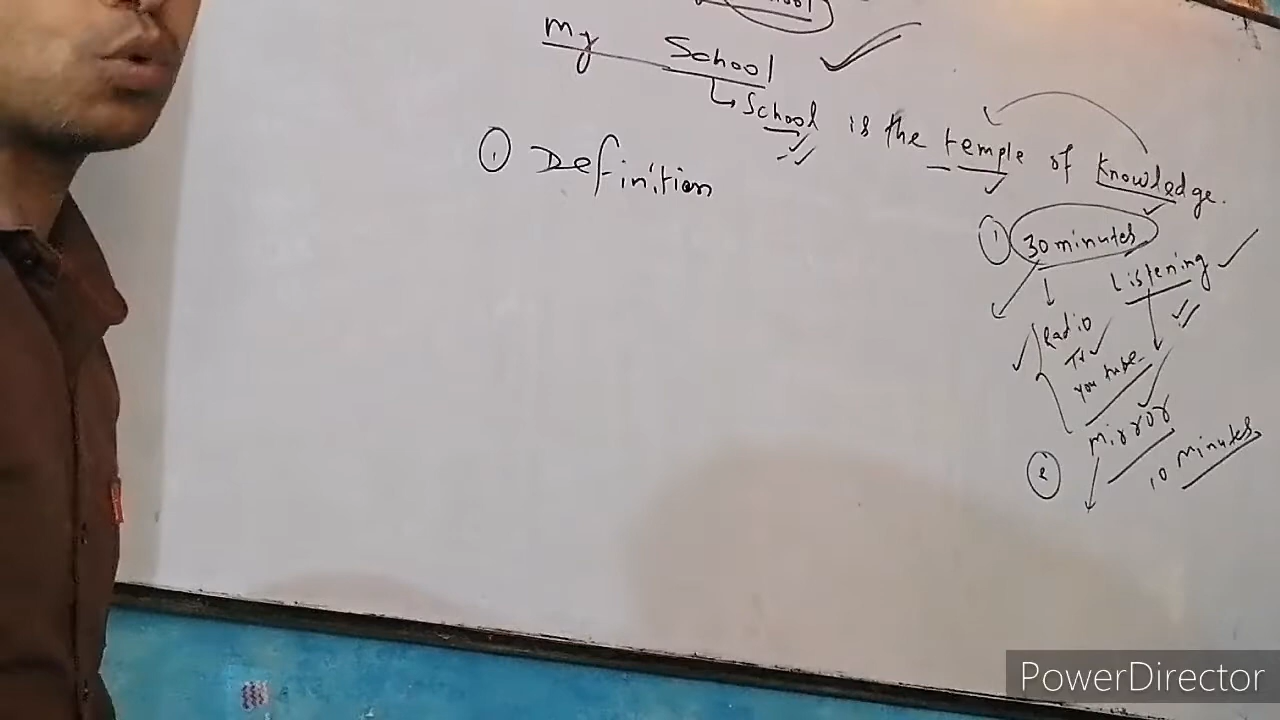 My School
School is the temple of Knowledge.
① Definition
① 30 minutes
Listening
Radio
TV
you tube
② mirror
10 minutes
PowerDirector